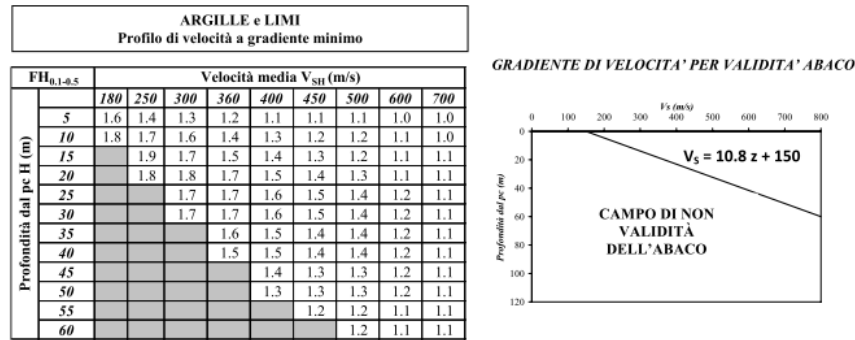 ARGILLE e LIMI
Profilo di velocità a gradiente minimo
FH0.1-0.5 Velocità media VSH (m/s)
180 250 300 360 400 450 500 600 700
Profondità dal pc H (m)
5 1.6 1.4 1.3 1.2 1.1 1.1 1.1 1.0 1.0
10 1.8 1.7 1.6 1.4 1.3 1.2 1.2 1.1 1.0
15 1.9 1.7 1.5 1.4 1.3 1.2 1.1 1.1
20 1.8 1.8 1.7 1.5 1.4 1.3 1.1 1.1
25 1.7 1.7 1.6 1.5 1.4 1.2 1.1
30 1.7 1.7 1.6 1.5 1.4 1.2 1.1
35 1.6 1.5 1.4 1.4 1.2 1.1
40 1.5 1.5 1.4 1.4 1.2 1.1
45 1.4 1.3 1.3 1.2 1.1
50 1.3 1.3 1.3 1.2 1.1
55 1.2 1.2 1.1 1.1
60 1.2 1.1 1.1
GRADIENTE DI VELOCITA' PER VALIDITA' ABACO
Vs (m/s)
0 100 200 300 400 500 600 700 800
Profondità dal pc (m)
0
20
40
60
80
100
120
VS = 10.8 z + 150
CAMPO DI NON
VALIDITÀ
DELL'ABACO